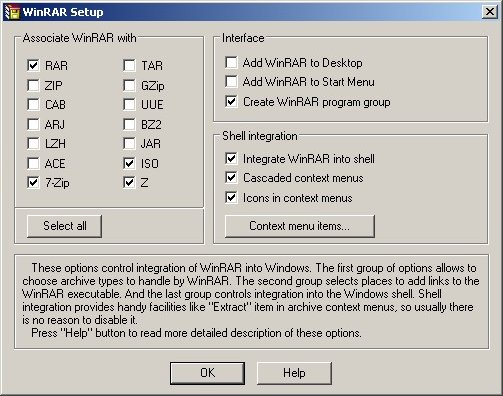 WinRAR Setup
Associate WinRAR with
RAR
TAR
ZIP
GZip
CAB
UUE
ARJ
BZ2
LZH
JAR
ACE
ISO
7-Zip
Z
Select all
Interface
Add WinRAR to Desktop
Add WinRAR to Start Menu
Create WinRAR program group
Shell integration
Integrate WinRAR into shell
Cascaded context menus
Icons in context menus
Context menu items...
These options control integration of WinRAR into Windows. The first group of options allows to
choose archive types to handle by WinRAR. The second group selects places to add links to the
WinRAR executable. And the last group controls integration into the Windows shell. Shell
integration provides handy facilities like "Extract" item in archive context menus, so usually there
is no reason to disable it.
Press "Help" button to read more detailed description of these options.
OK
Help